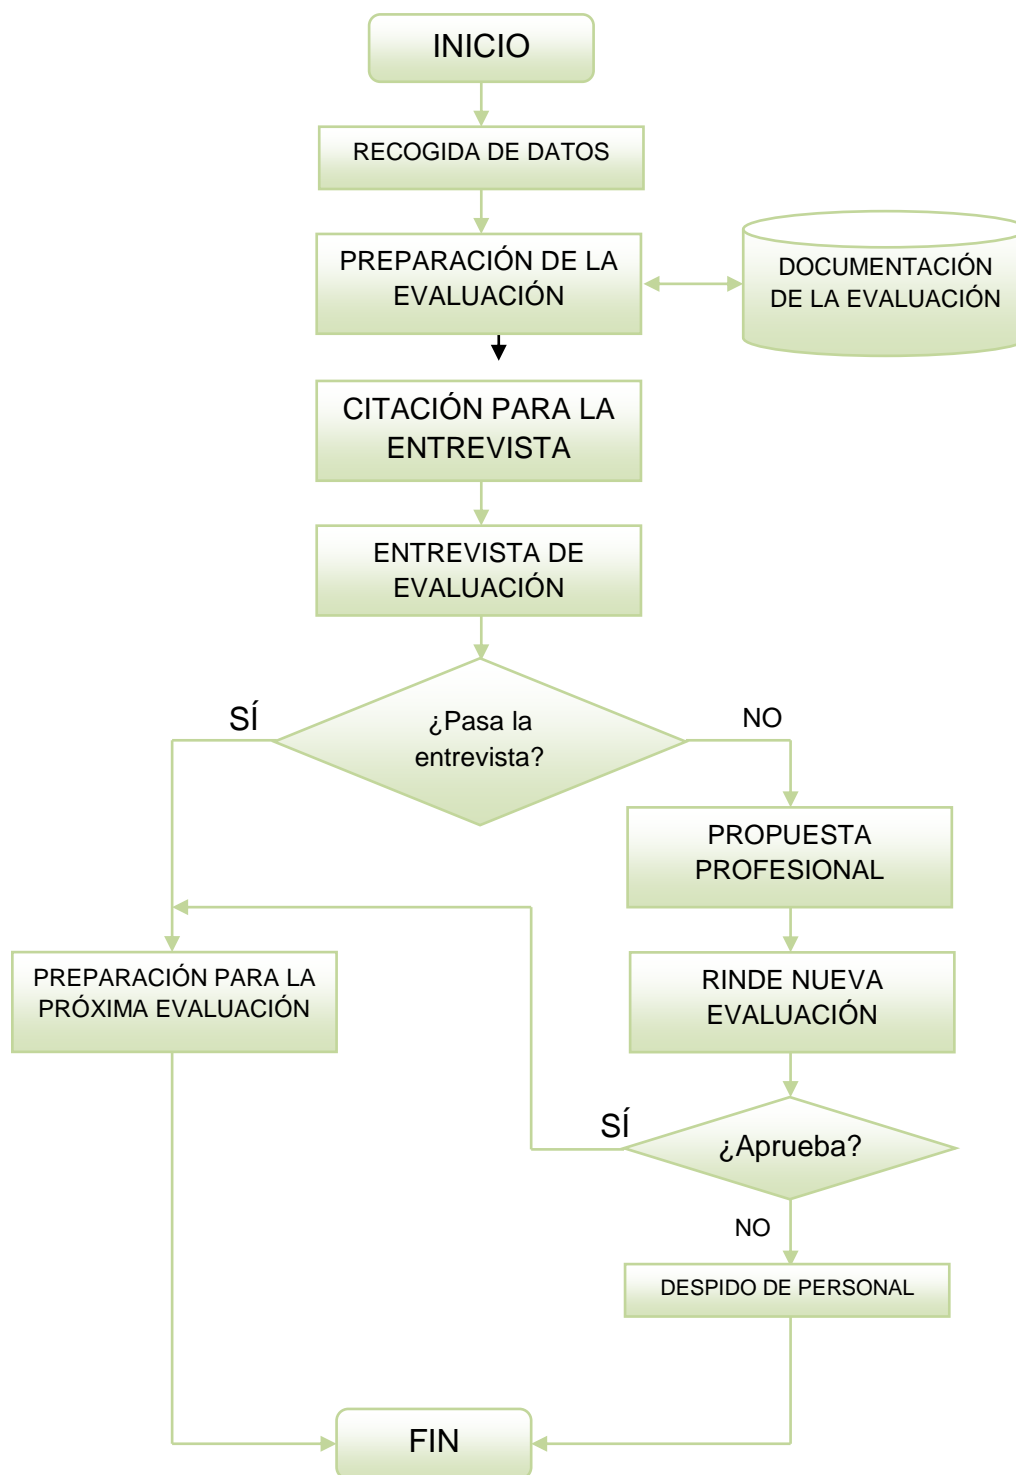 INICIO
RECOGIDA DE DATOS
PREPARACIÓN DE LA
EVALUACIÓN
DOCUMENTACIÓN
DE LA EVALUACIÓN
CITACIÓN PARA LA
ENTREVISTA
ENTREVISTA DE
EVALUACIÓN
SÍ
¿Pasa la
entrevista?
NO
PROPUESTA
PROFESIONAL
PREPARACIÓN PARA LA
PRÓXIMA EVALUACIÓN
RINDE NUEVA
EVALUACIÓN
SÍ
¿Aprueba?
NO
DESPIDO DE PERSONAL
FIN